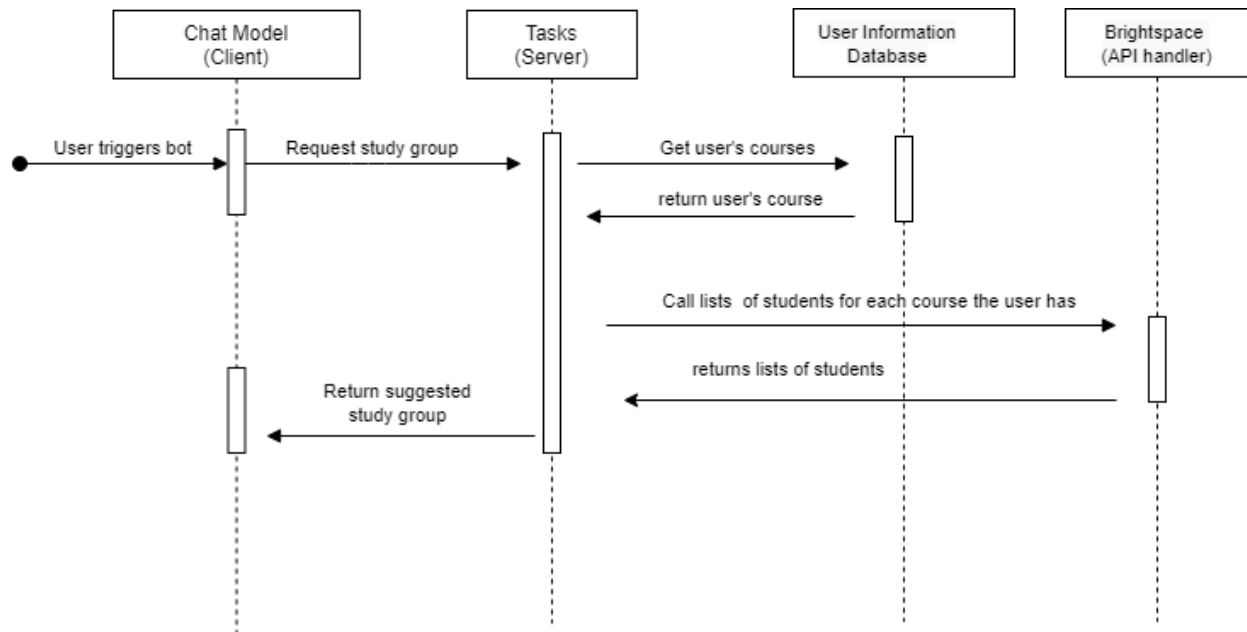 Chat Model
(Client)
Tasks
(Server)
User Information
Database
Brightspace
(API handler)
User triggers bot
Request study group
Get user's courses
return user's course
Call lists of students for each course the user has
returns lists of students
Return suggested
study group